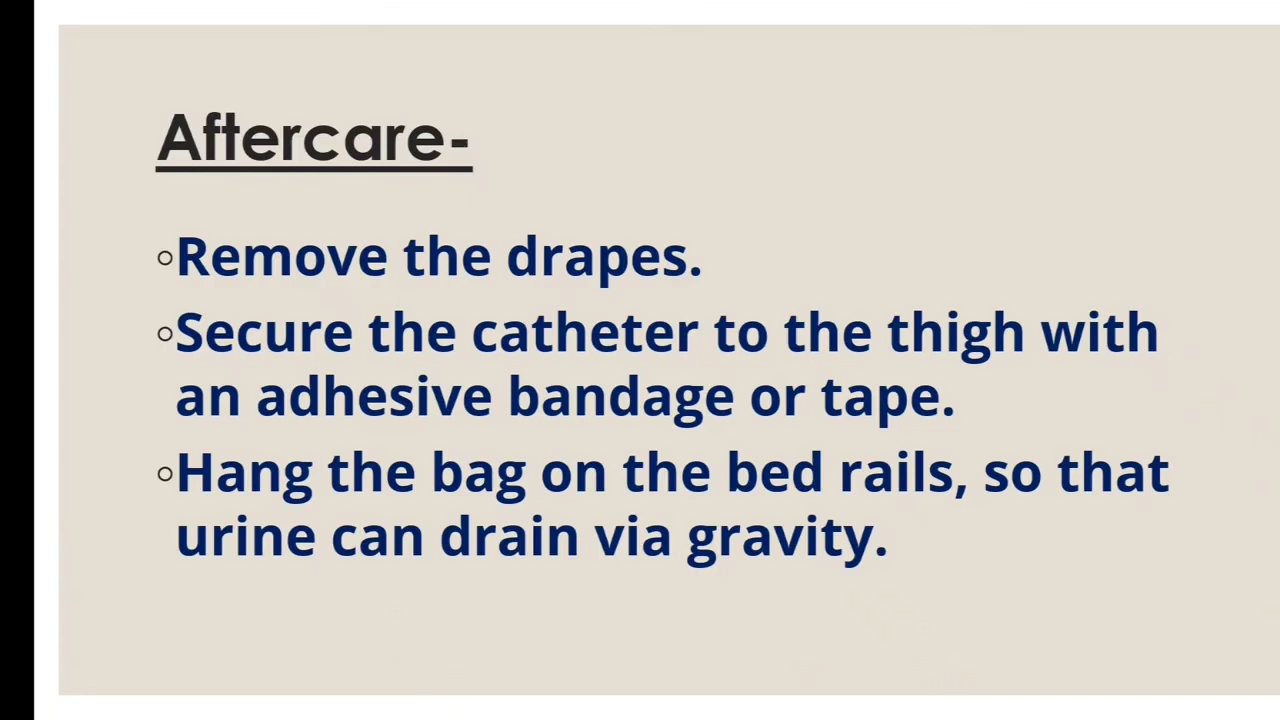 Aftercare-
◦Remove the drapes.
◦Secure the catheter to the thigh with
an adhesive bandage or tape.
◦Hang the bag on the bed rails, so that
urine can drain via gravity.